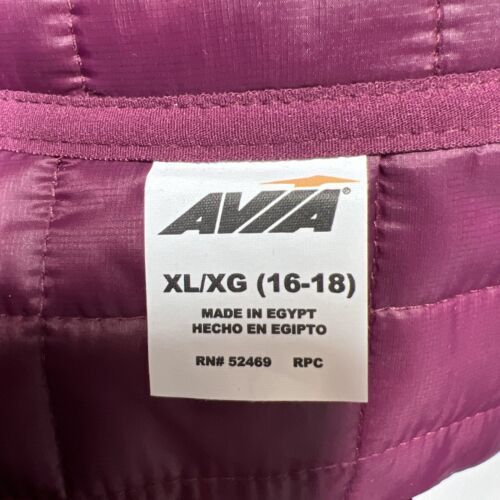 AVIA®
XL/XG (16-18)
MADE IN EGYPT
HECHO EN EGIPTO
RN# 52469 RPC